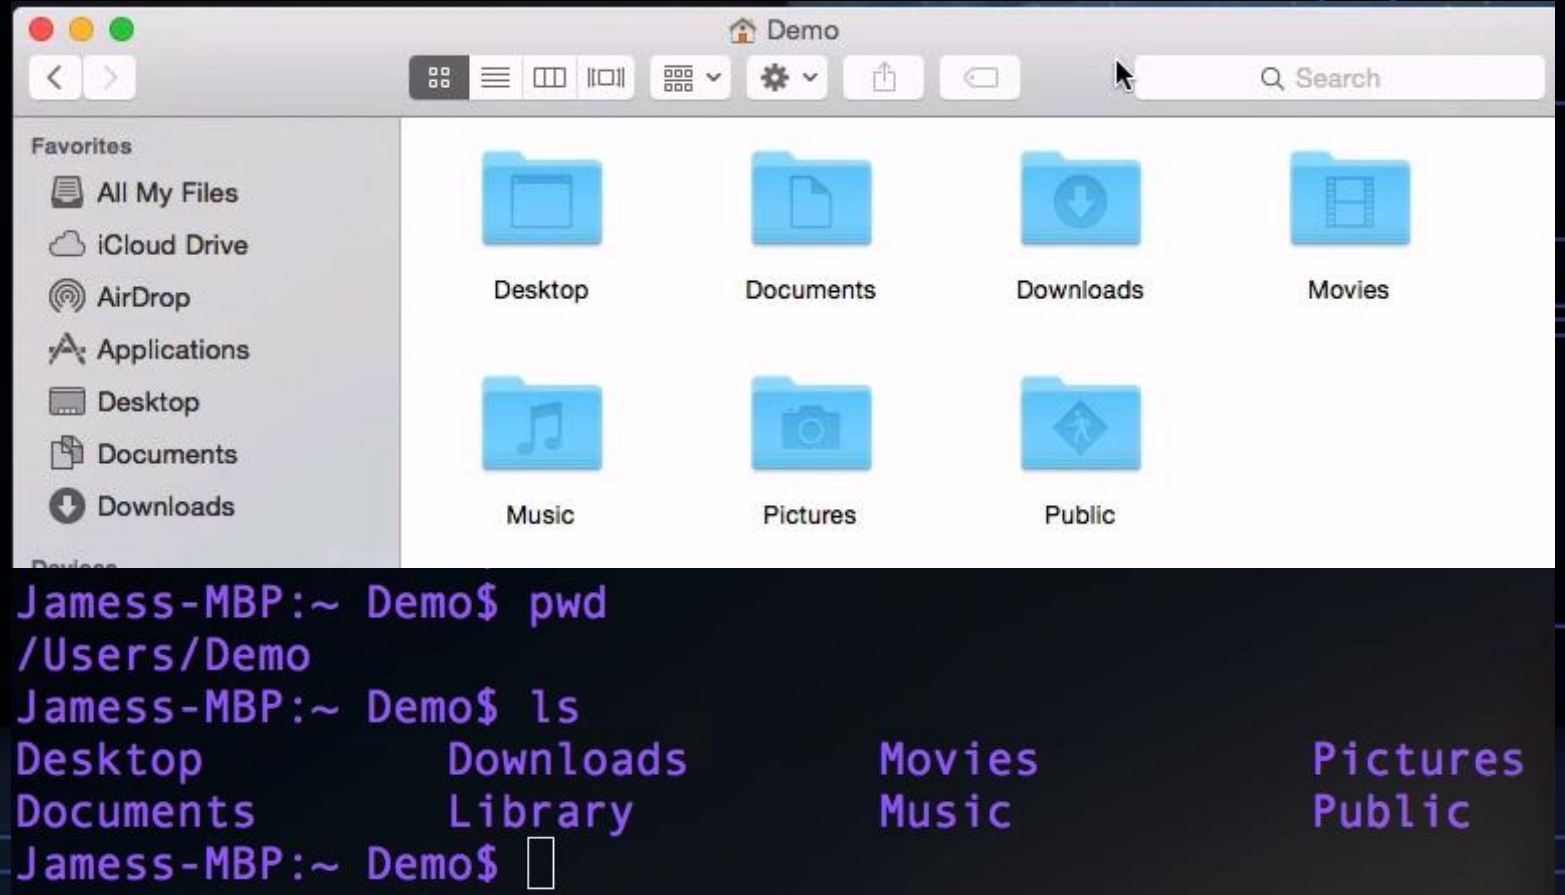 Demo
Search
Favorites
All My Files
iCloud Drive
AirDrop
Applications
Desktop
Documents
Downloads
Devices
Desktop Documents Downloads Movies
Music Pictures Public
Jamess-MBP:~ Demo$ pwd
/Users/Demo
Jamess-MBP:~ Demo$ ls
Desktop Downloads Movies Pictures
Documents Library Music Public
Jamess-MBP:~ Demo$